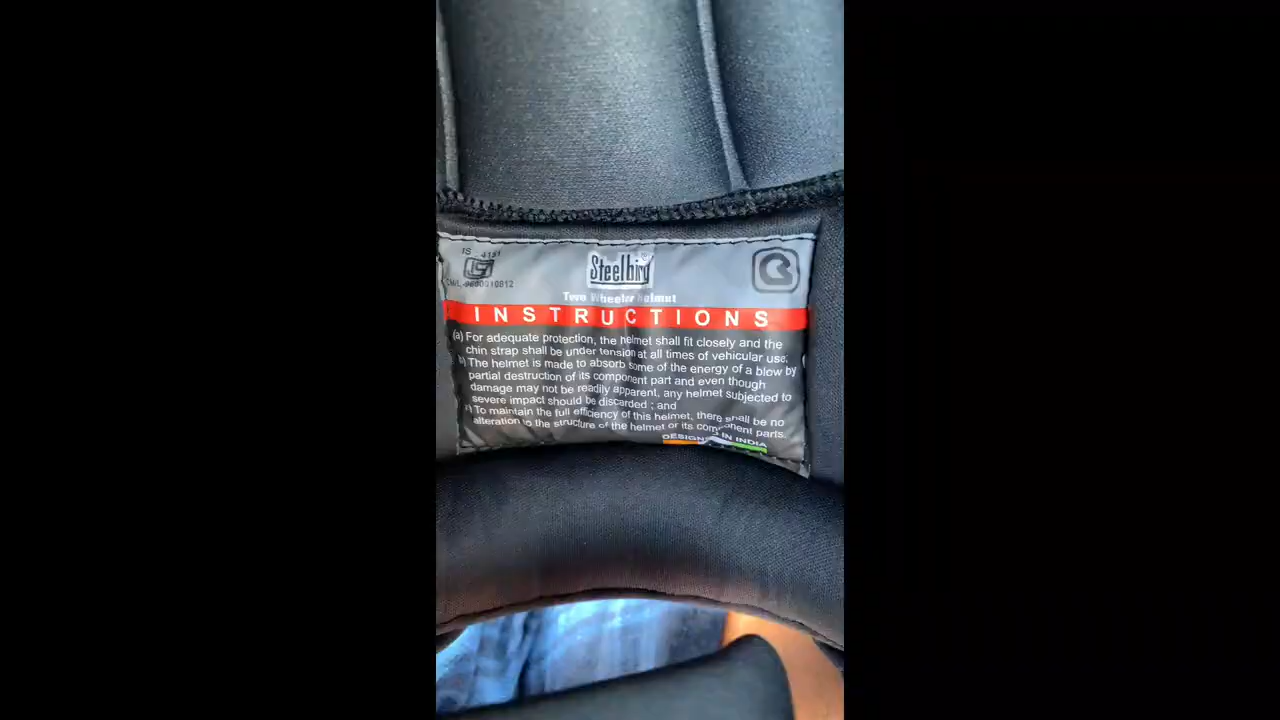 IS 4151
CM/L-9680010812
Steelbird
Two Wheeler helmet
INSTRUCTIONS
(a) For adequate protection, the helmet shall fit closely and the
chin strap shall be under tension at all times of vehicular use;
The helmet is made to absorb some of the energy of a blow by
partial destruction of its component part and even though
damage may not be readily apparent, any helmet subjected to
severe impact should be discarded ; and
To maintain the full efficiency of this helmet, there shall be no
alteration to the structure of the helmet or its component parts.
IN INDIA